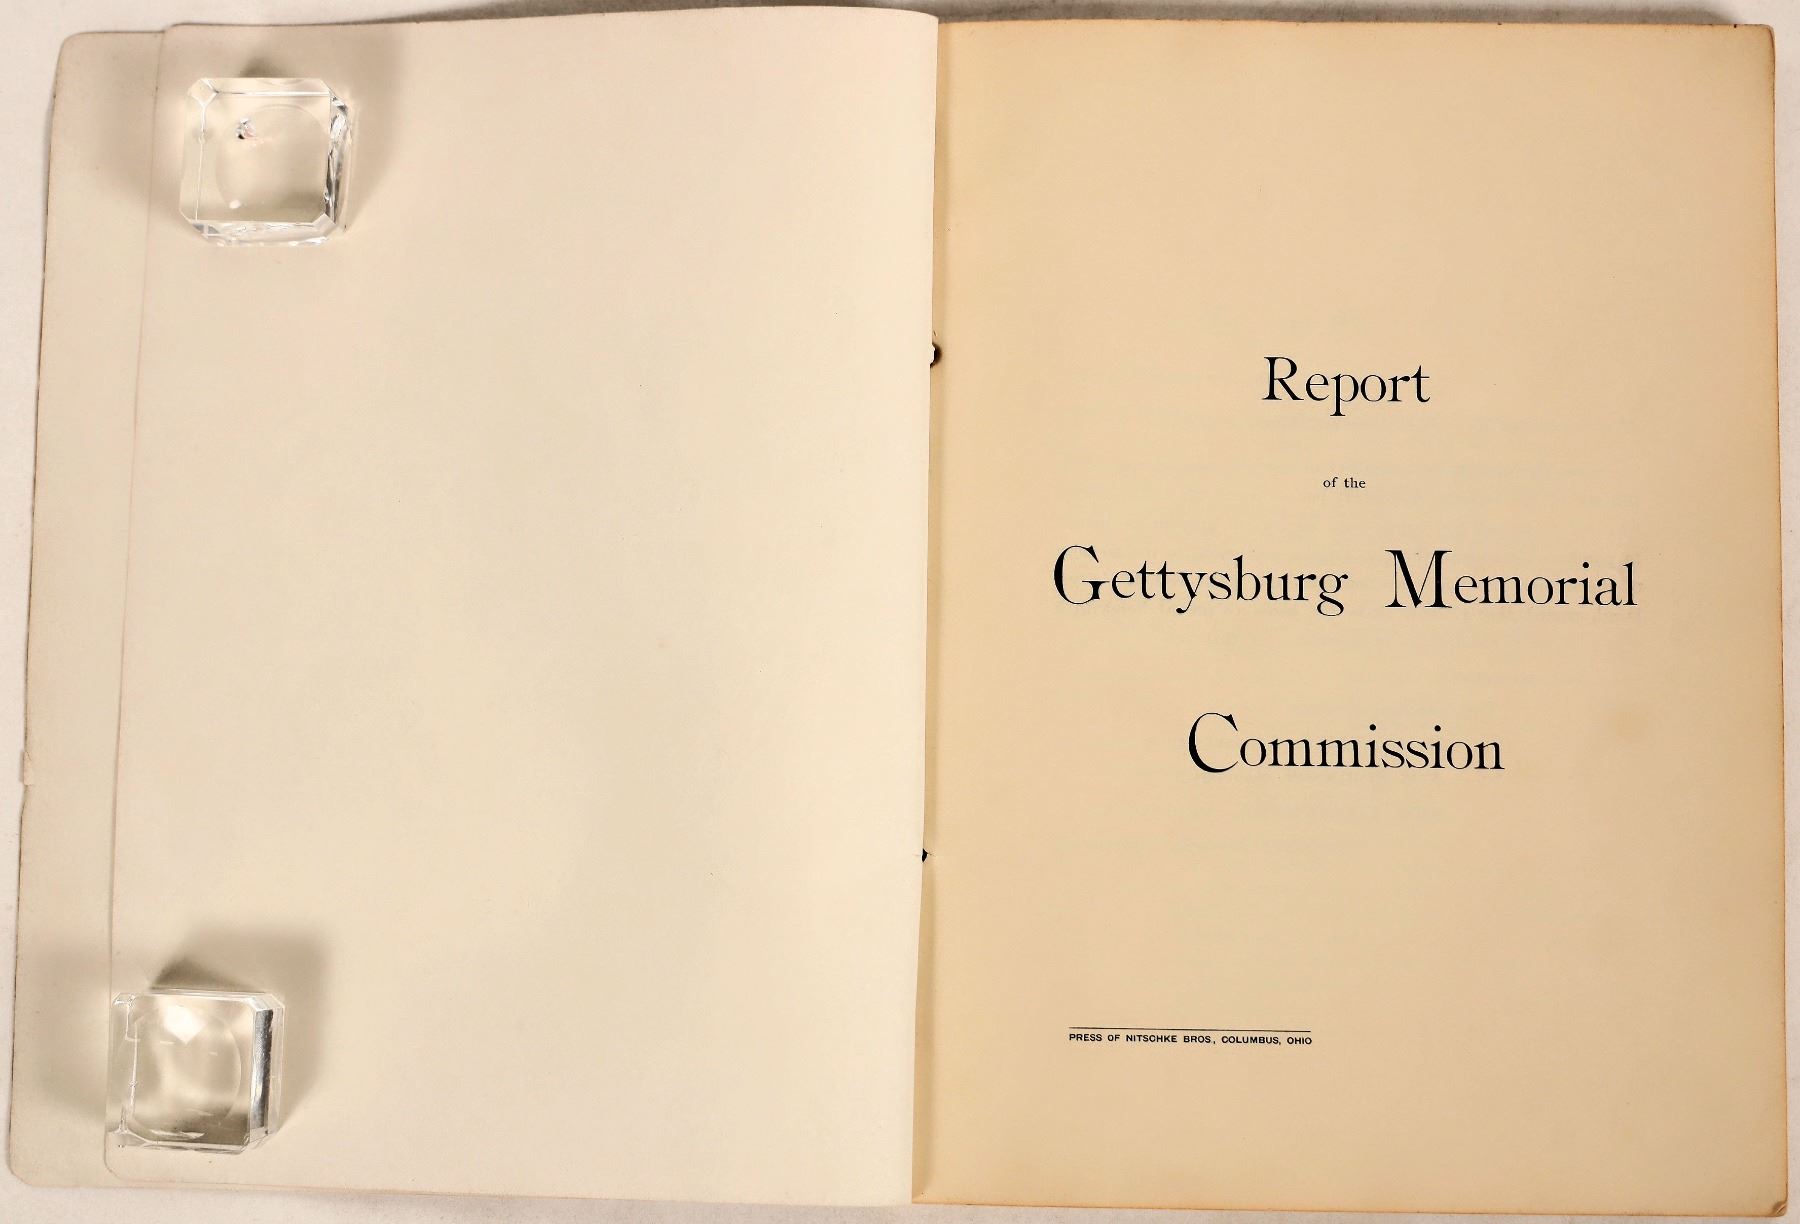 Report
of the
Gettysburg Memorial
Commission
PRESS OF NITSCHKE BROS., COLUMBUS, OHIO